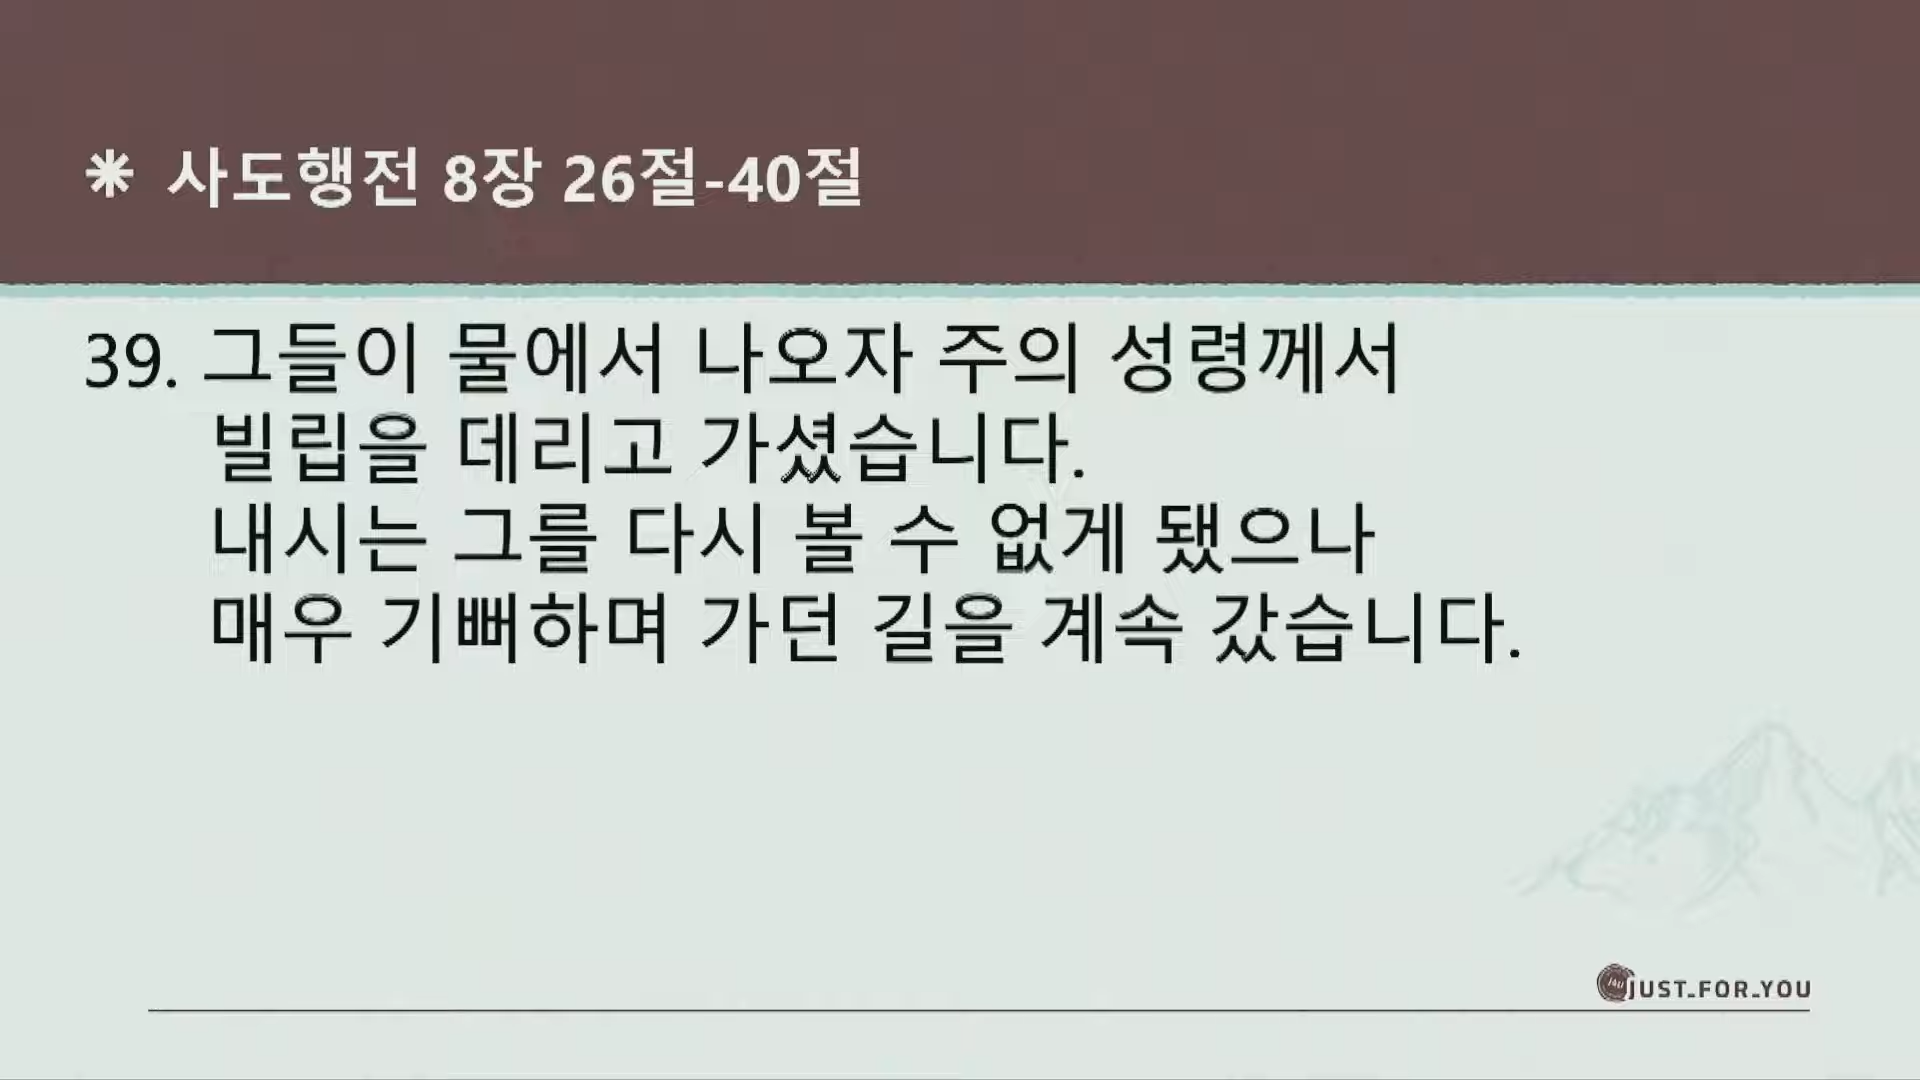 * 사도행전 8장 26절-40절
39. 그들이 물에서 나오자 주의 성령께서
빌립을 데리고 가셨습니다.
내시는 그를 다시 볼 수 없게 됐으나
매우 기뻐하며 가던 길을 계속 갔습니다.
JUST_FOR_YOU